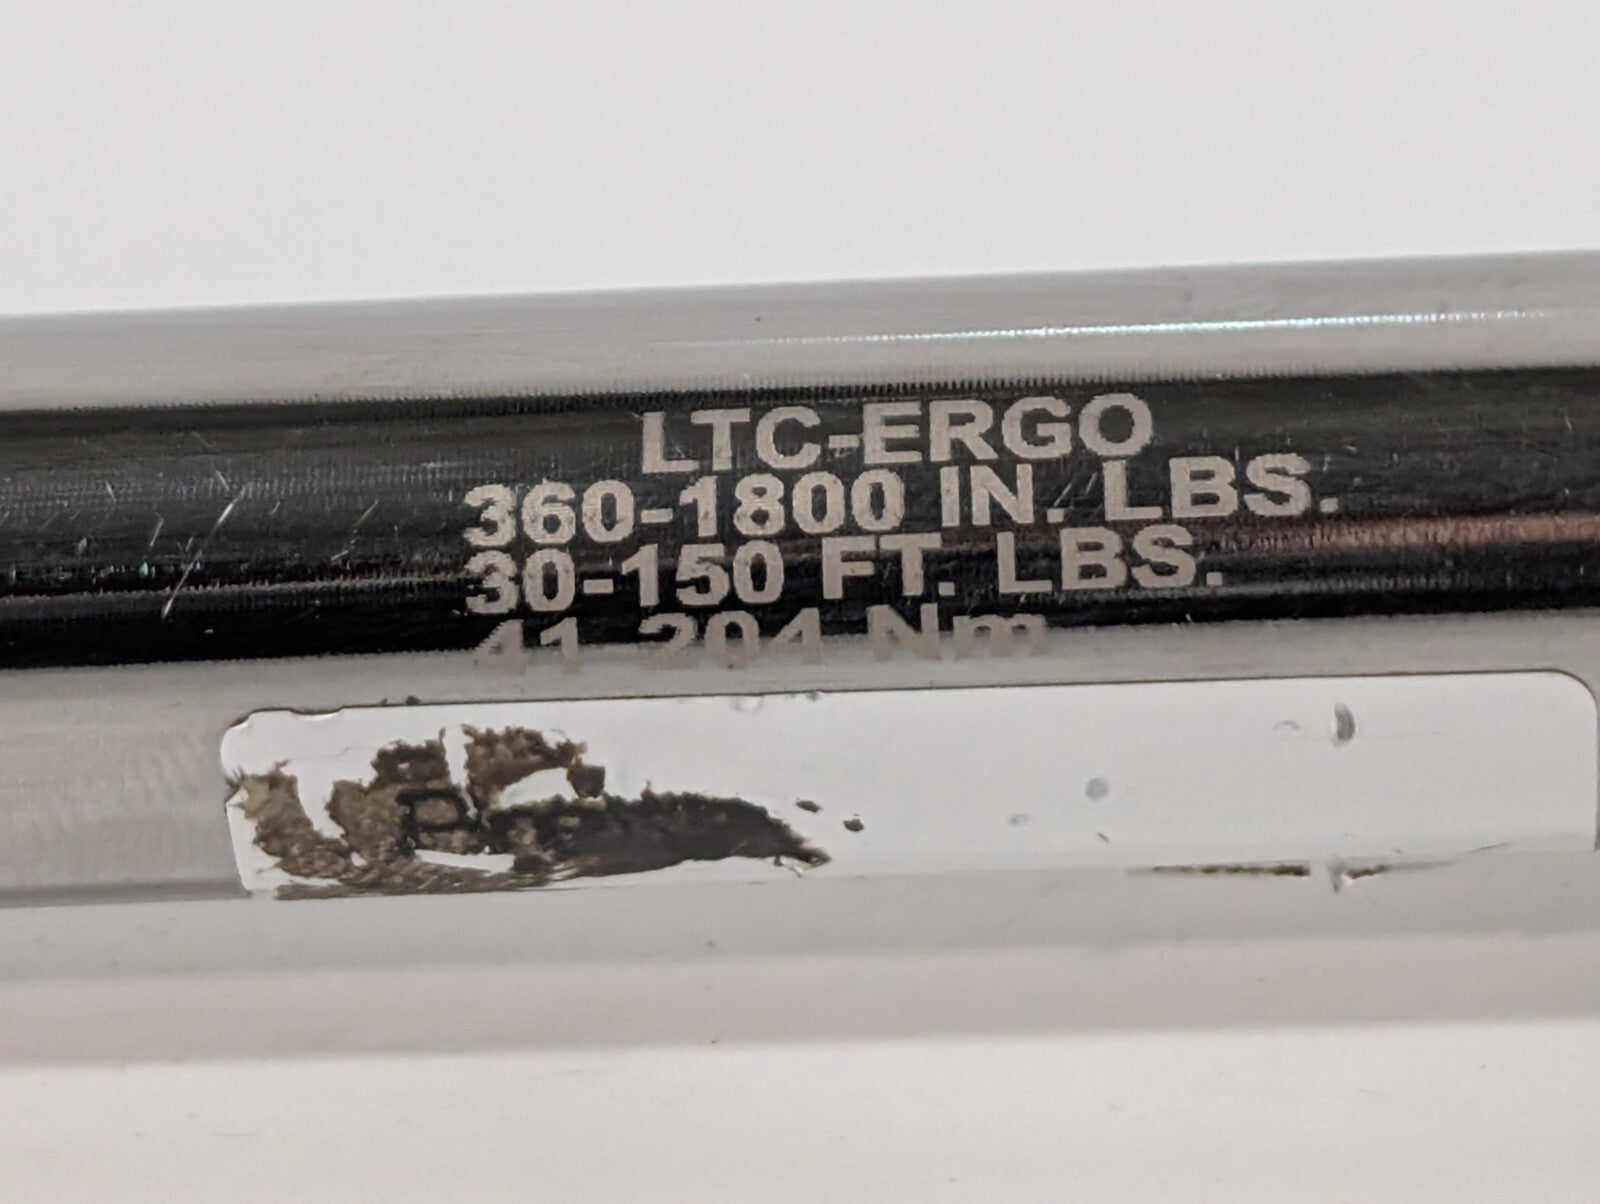 LTC-ERGO
360-1800 IN. LBS.
30-150 FT. LBS.
41-204 Nm